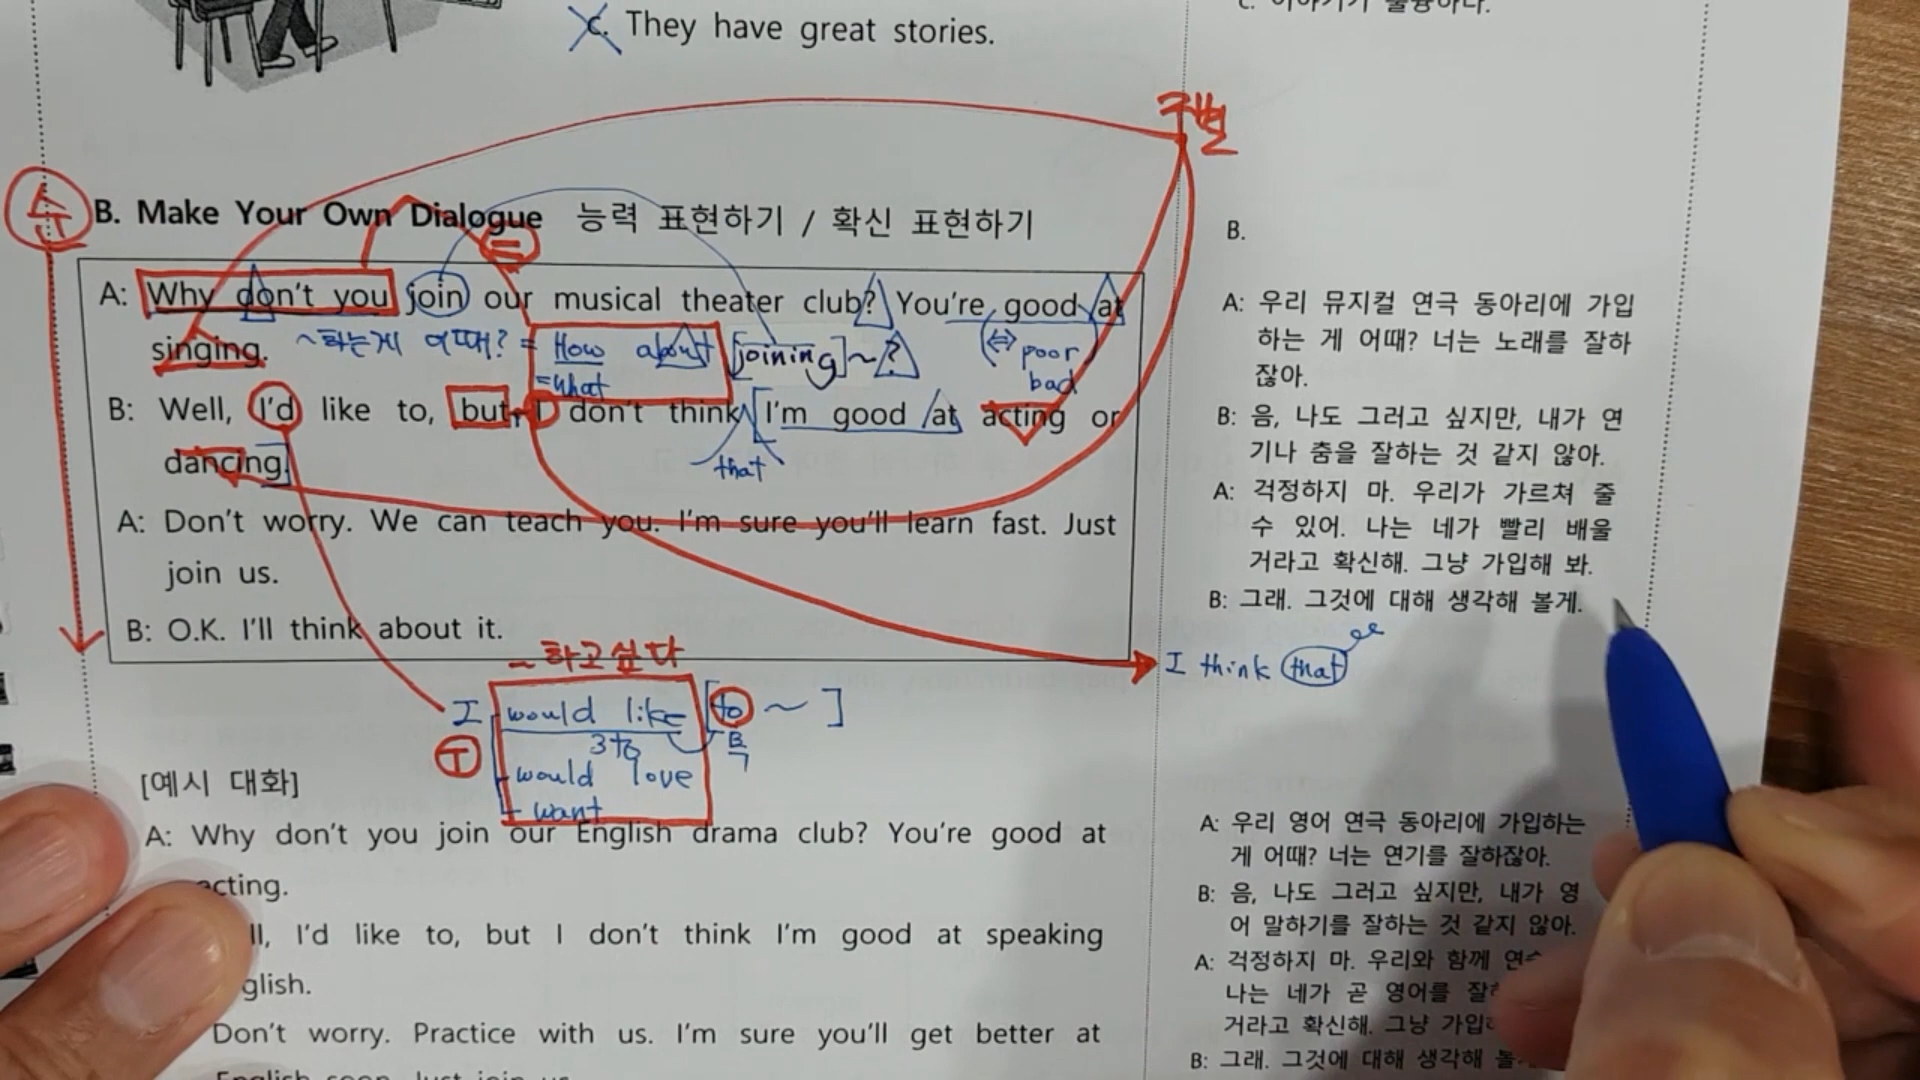 c. They have great stories.
구별
수
B. Make Your Own Dialogue 능력 표현하기 / 확신 표현하기
=
A: Why don't you join our musical theater club? You're good at
singing. ~하는게 어때? = How about [joining]~? (⇔ poor
= what
bad
B: Well, I'd like to, but I don't think I'm good at acting or
dancing.
that
A: Don't worry. We can teach you. I'm sure you'll learn fast. Just
join us.
B: O.K. I'll think about it.
~하고싶다
I would like [to ~ ]
3형
T
would love
want
I think that
[예시 대화]
A: Why don't you join our English drama club? You're good at
acting.
I'd like to, but I don't think I'm good at speaking
glish.
Don't worry. Practice with us. I'm sure you'll get better at
B.
A: 우리 뮤지컬 연극 동아리에 가입
하는 게 어때? 너는 노래를 잘하
잖아.
B: 음, 나도 그러고 싶지만, 내가 연
기나 춤을 잘하는 것 같지 않아.
A: 걱정하지 마. 우리가 가르쳐 줄
수 있어. 나는 네가 빨리 배울
거라고 확신해. 그냥 가입해 봐.
B: 그래. 그것에 대해 생각해 볼게.
A: 우리 영어 연극 동아리에 가입하는
게 어때? 너는 연기를 잘하잖아.
B: 음, 나도 그러고 싶지만, 내가 영
어 말하기를 잘하는 것 같지 않아.
A: 걱정하지 마. 우리와 함께
나는 네가 곧 영어를
거라고 확신해. 그냥
B: 그래. 그것에 대해 생각해